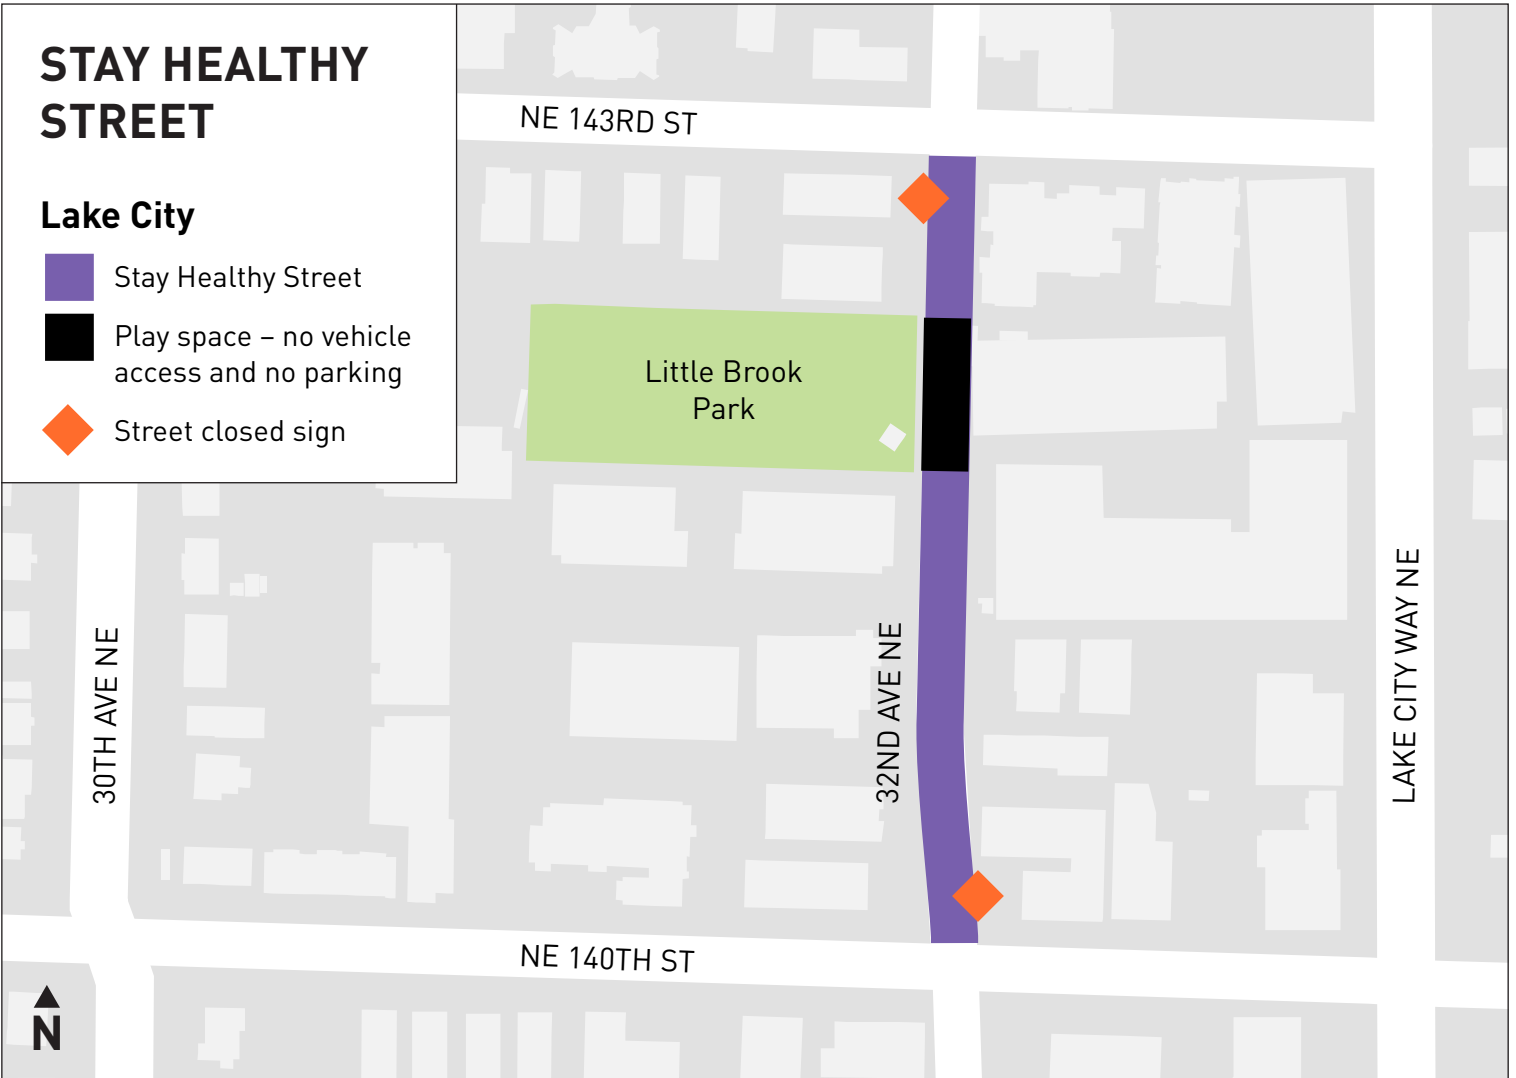 STAY HEALTHY
STREET
Lake City
Stay Healthy Street
Play space – no vehicle
access and no parking
Street closed sign
NE 143RD ST
Little Brook
Park
30TH AVE NE
32ND AVE NE
LAKE CITY WAY NE
NE 140TH ST
N